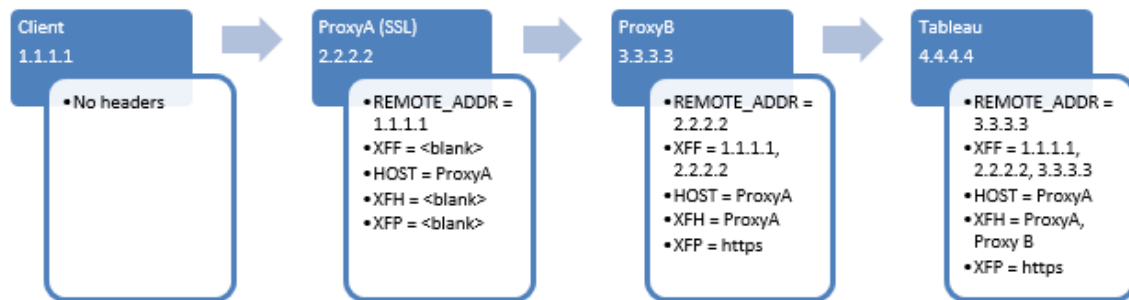 Client
1.1.1.1
•No headers
ProxyA (SSL)
2.2.2.2
•REMOTE_ADDR =
1.1.1.1
•XFF = <blank>
•HOST = ProxyA
•XFH = <blank>
•XFP = <blank>
ProxyB
3.3.3.3
•REMOTE_ADDR =
2.2.2.2
•XFF = 1.1.1.1,
2.2.2.2
•HOST = ProxyA
•XFH = ProxyA
•XFP = https
Tableau
4.4.4.4
•REMOTE_ADDR =
3.3.3.3
•XFF = 1.1.1.1,
2.2.2.2, 3.3.3.3
•HOST = ProxyA
•XFH = ProxyA,
Proxy B
•XFP = https